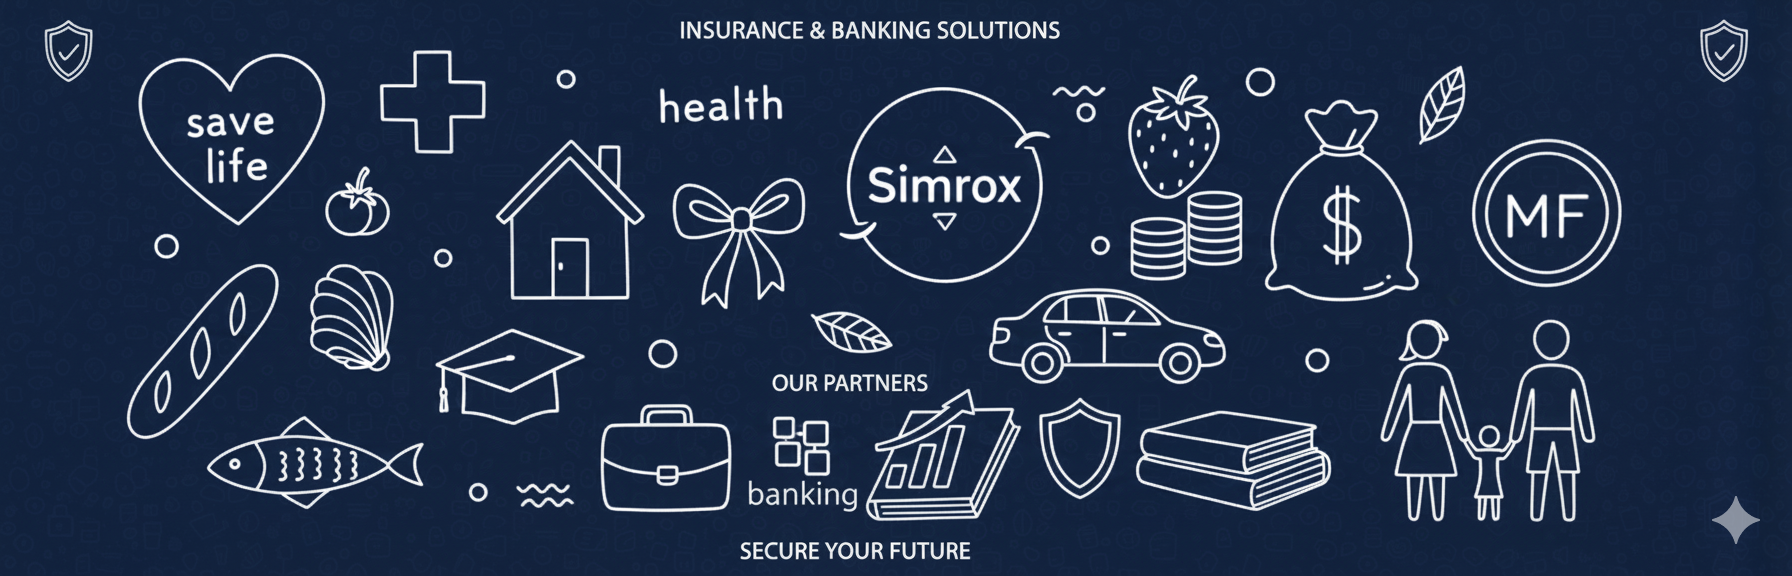 INSURANCE & BANKING SOLUTIONS
save
life
health
Simrox
$
MF
OUR PARTNERS
banking
SECURE YOUR FUTURE